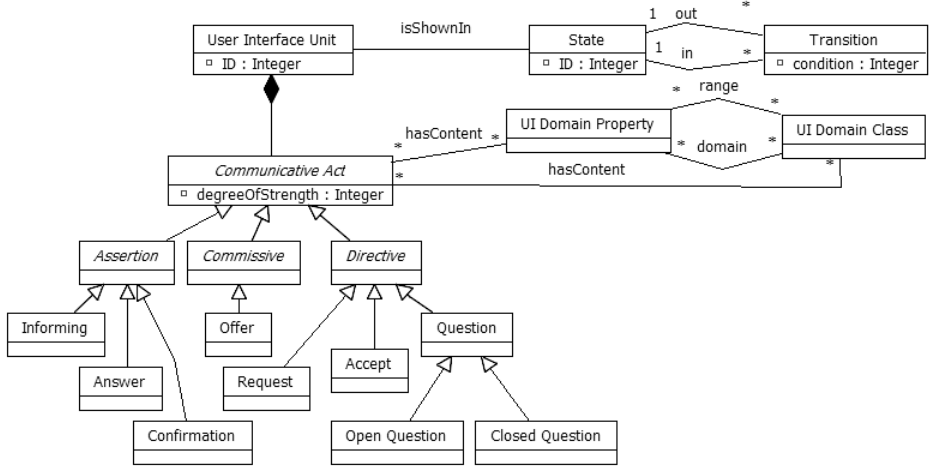 1 out *
isShownIn
User Interface Unit
ID : Integer
State
ID : Integer
1 in *
Transition
condition : Integer
* range *
UI Domain Property
UI Domain Class
hasContent *
*
* domain *
hasContent
*
*
Communicative Act
degreeOfStrength : Integer
Assertion
Commissive
Directive
Informing
Offer
Question
Answer
Request
Accept
Confirmation
Open Question
Closed Question